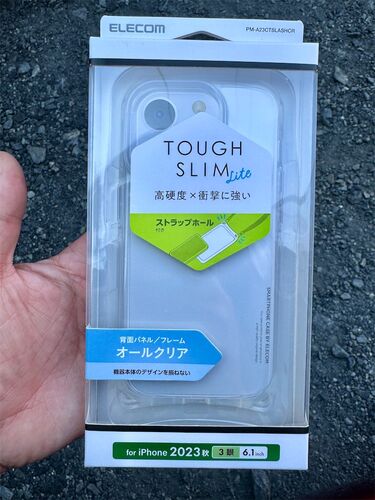 ELECOM
PM-A23CTSLASHCR
TOUGH
SLIM Lite
高硬度×衝撃に強い
ストラップホール
付き
SMARTPHONE CASE BY ELECOM
背面パネル／フレーム
オールクリア
機器本体のデザインを損ねない
for iPhone 2023秋 3眼 6.1inch